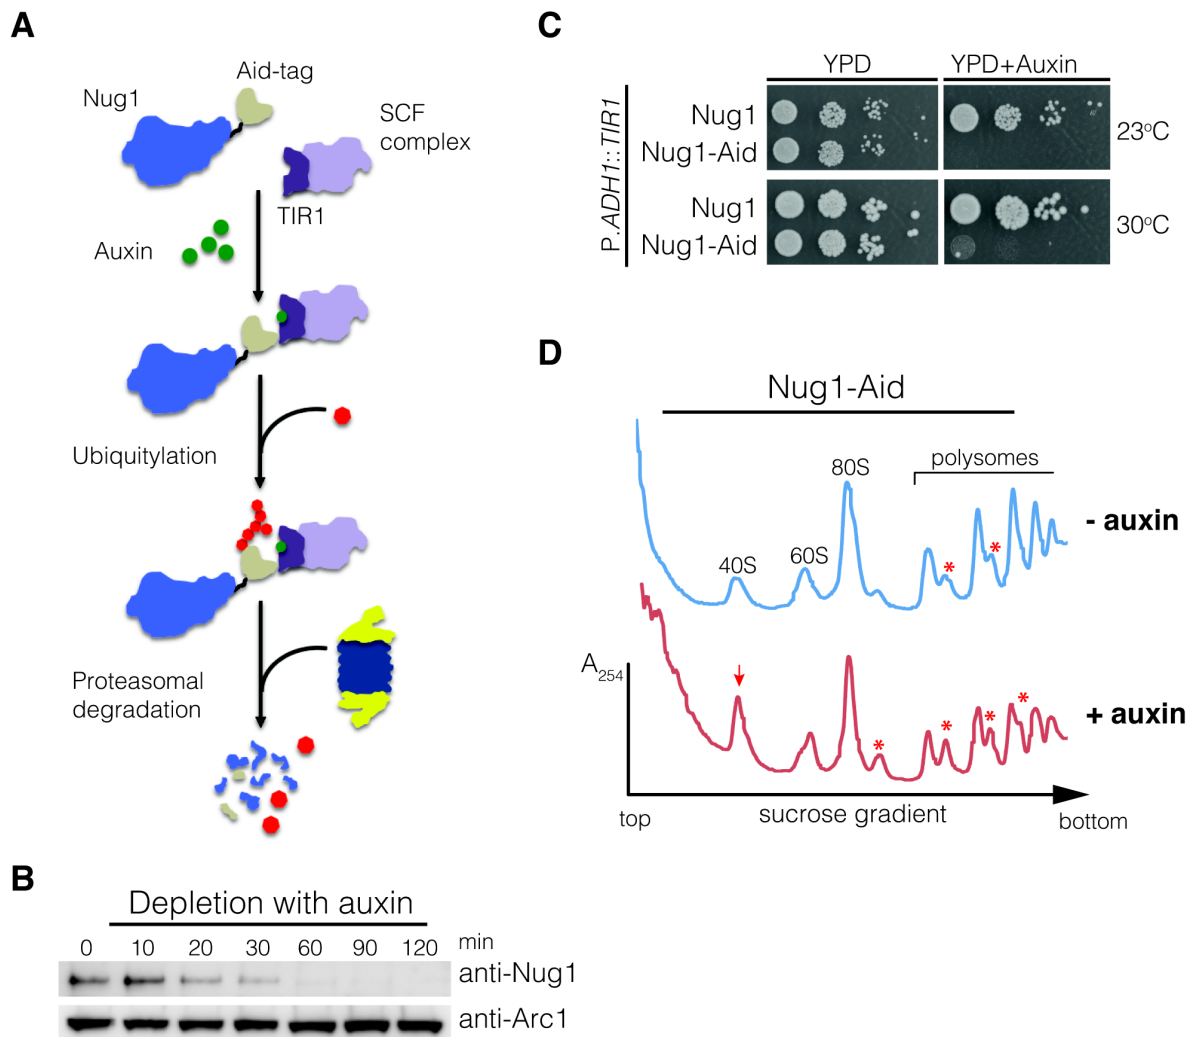 A
Aid-tag
Nug1
SCF
complex
TIR1
Auxin
Ubiquitylation
Proteasomal
degradation
B
Depletion with auxin
0 10 20 30 60 90 120 min
anti-Nug1
anti-Arc1
C
YPD YPD+Auxin
P.ADH1::TIR1
Nug1
Nug1-Aid
23°C
Nug1
Nug1-Aid
30°C
D
Nug1-Aid
polysomes
80S
60S
40S
* *
- auxin
A254
* * * *
+ auxin
top sucrose gradient bottom